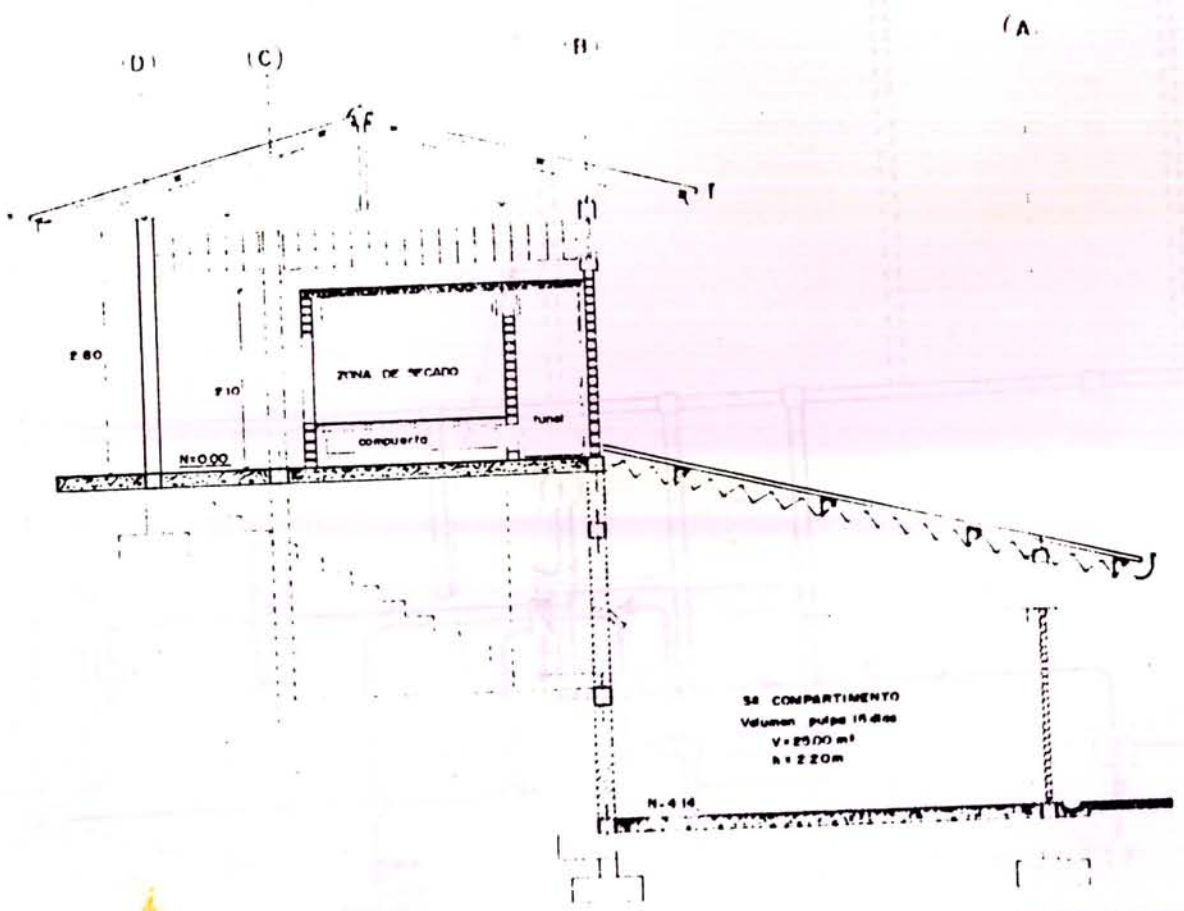 (D) (C) (B) (A)
2.80
2.10
ZONA DE SECADO
compuerta
tunel
N±0.00
COMPARTIMENTO
Volumen pulpa 15 dias
V=25.00 m³
h=2.20m
N-4.14